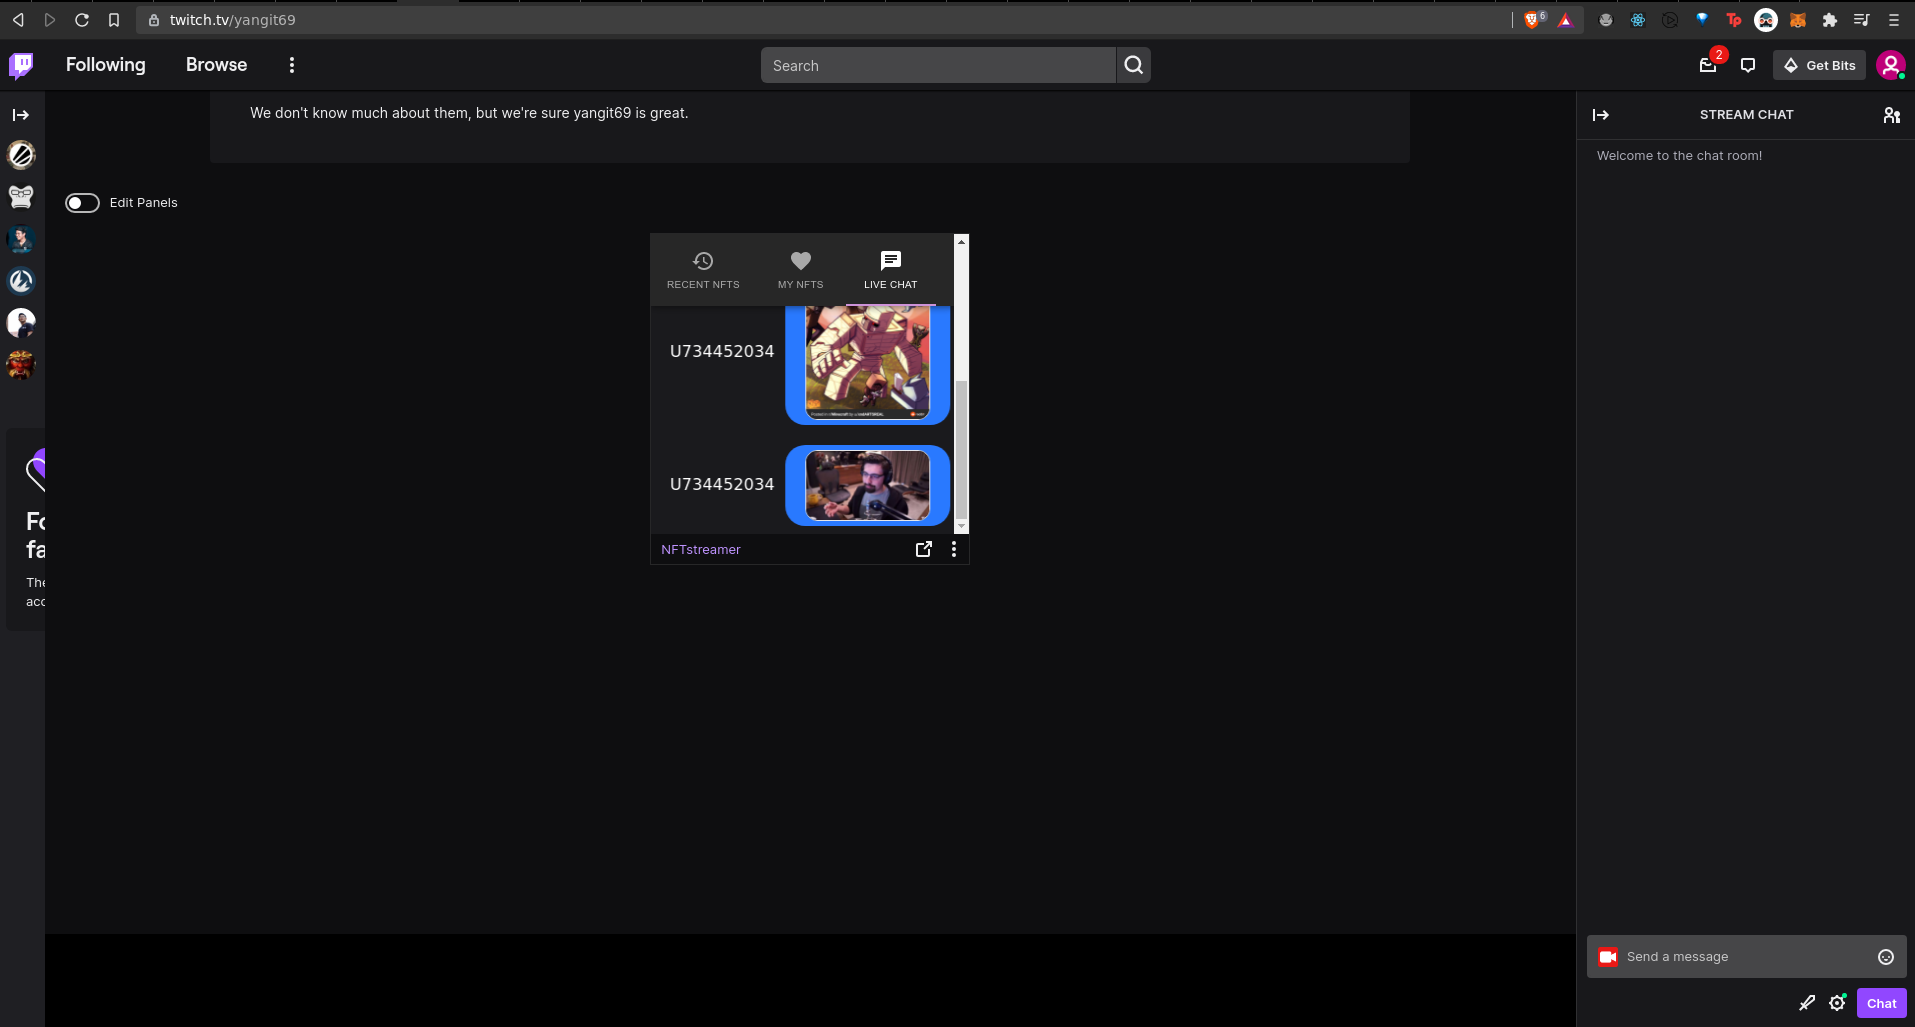 twitch.tv/yangit69
6
Tp
Following
Browse
Search
2
Get Bits
We don't know much about them, but we're sure yangit69 is great.
STREAM CHAT
Welcome to the chat room!
Edit Panels
RECENT NFTS
MY NFTS
LIVE CHAT
U734452034
U734452034
NFTstreamer
Fo
fa
The
acc
Send a message
Chat